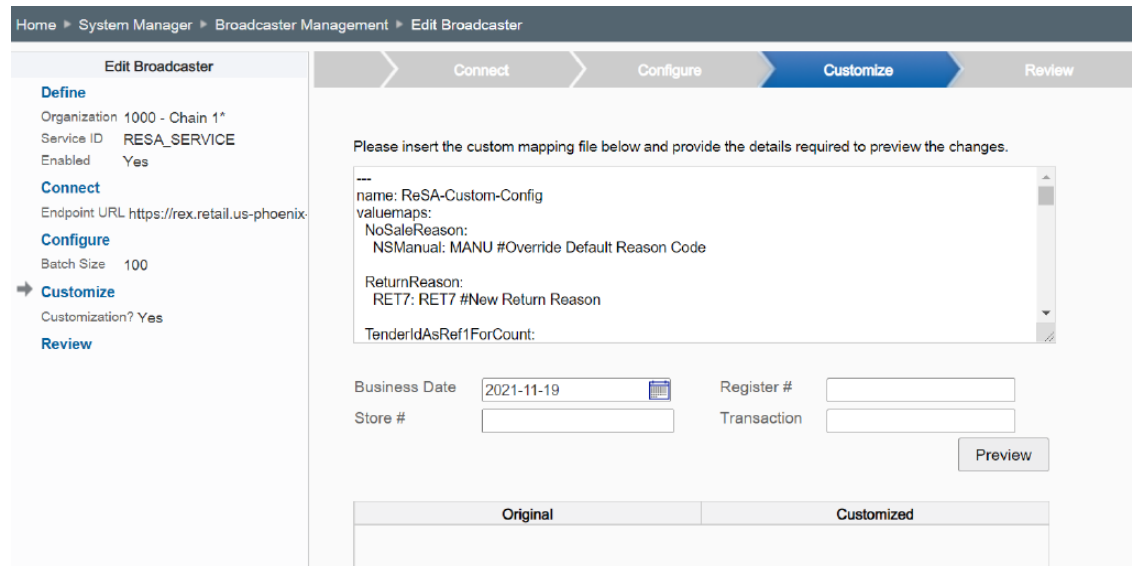 Home ▶ System Manager ▶ Broadcaster Management ▶ Edit Broadcaster
Edit Broadcaster
Define
Organization 1000 - Chain 1*
Service ID RESA_SERVICE
Enabled Yes
Connect
Endpoint URL https://rex.retail.us-phoenix-
Configure
Batch Size 100
Customize
Customization? Yes
Review
Connect Configure Customize Review
Please insert the custom mapping file below and provide the details required to preview the changes.
---
name: ReSA-Custom-Config
valuemaps:
NoSaleReason:
NSManual: MANU #Override Default Reason Code
ReturnReason:
RET7: RET7 #New Return Reason
TenderIdAsRef1ForCount:
Business Date 2021-11-19 Register #
Store # Transaction
Preview
Original Customized